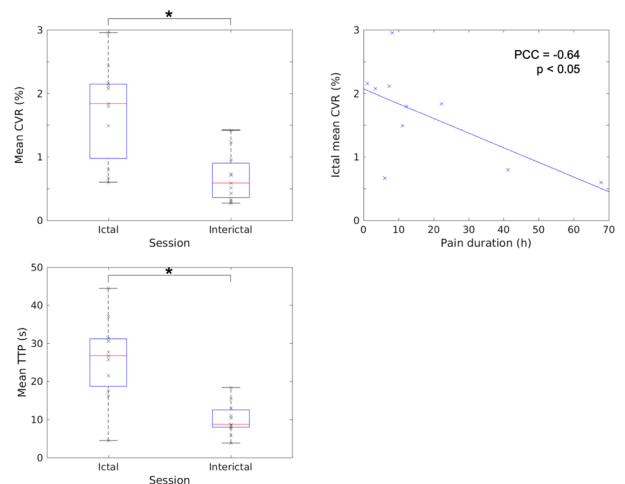 *
3
2
1
0
Mean CVR (%)
Ictal
Interictal
Session
PCC = -0.64
p < 0.05
3
2
1
0
Ictal mean CVR (%)
0
10
20
30
40
50
60
70
Pain duration (h)
*
50
40
30
20
10
0
Mean TTP (s)
Ictal
Interictal
Session